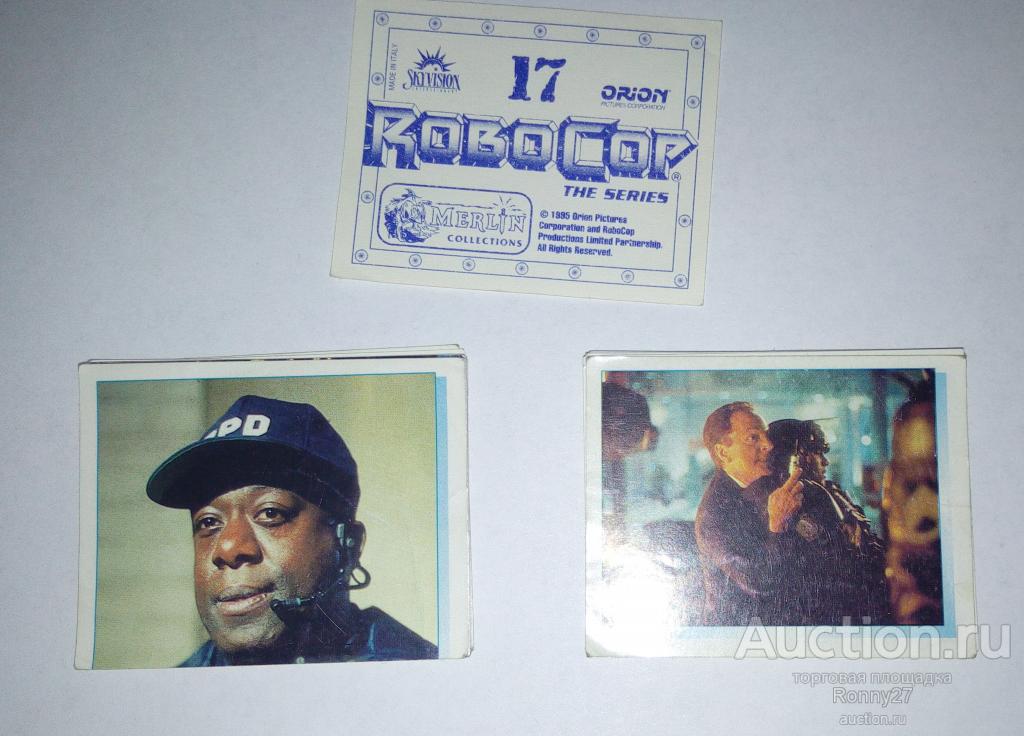 MADE IN ITALY
SKYVISION
ENTERTAINMENT
17
ORION
PICTURES CORPORATION
ROBOCOP®
THE SERIES
MERLIN
COLLECTIONS
© 1995 Orion Pictures
Corporation and RoboCop
Productions Limited Partnership.
All Rights Reserved.
PD
Auction.ru
торговая площадка
Ronny27
auction.ru